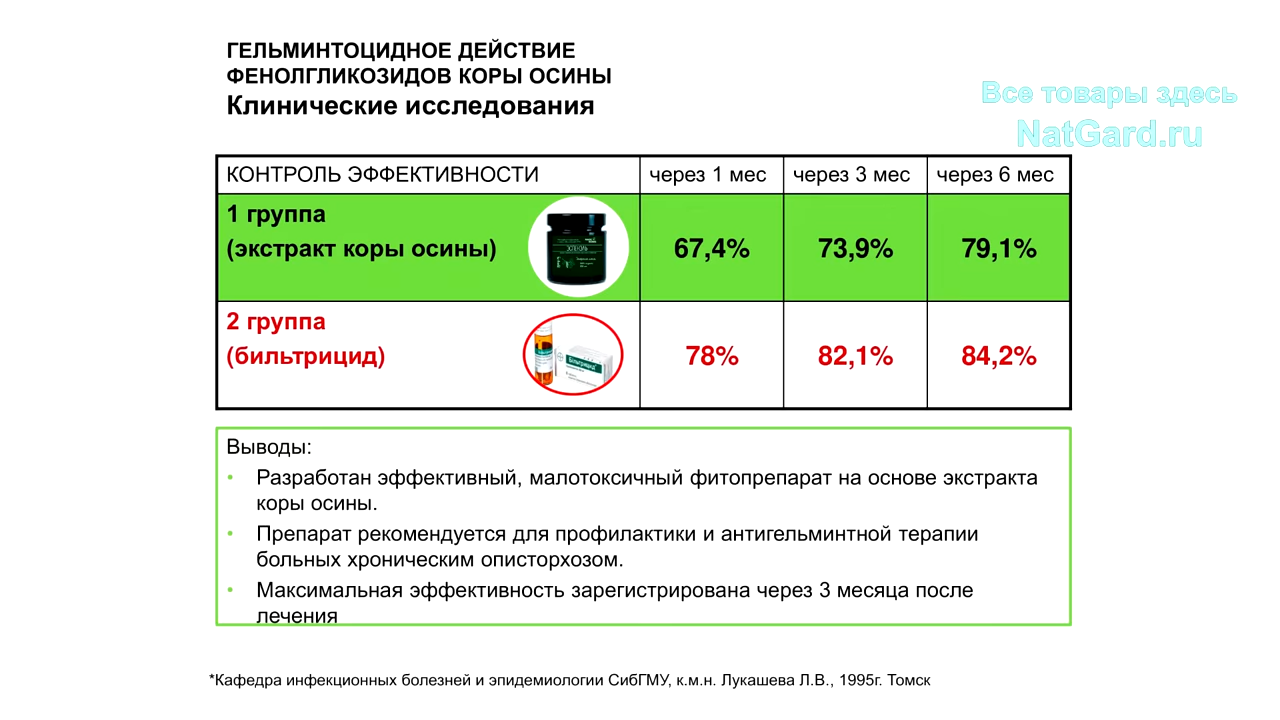 ГЕЛЬМИНТОЦИДНОЕ ДЕЙСТВИЕ
ФЕНОЛГЛИКОЗИДОВ КОРЫ ОСИНЫ
Клинические исследования
Все товары здесь
NatGard.ru
КОНТРОЛЬ ЭФФЕКТИВНОСТИ через 1 мес через 3 мес через 6 мес
1 группа
(экстракт коры осины) 67,4% 73,9% 79,1%
2 группа
(бильтрицид) 78% 82,1% 84,2%
Выводы:
• Разработан эффективный, малотоксичный фитопрепарат на основе экстракта
коры осины.
• Препарат рекомендуется для профилактики и антигельминтной терапии
больных хроническим описторхозом.
• Максимальная эффективность зарегистрирована через 3 месяца после
лечения
*Кафедра инфекционных болезней и эпидемиологии СибГМУ, к.м.н. Лукашева Л.В., 1995г. Томск